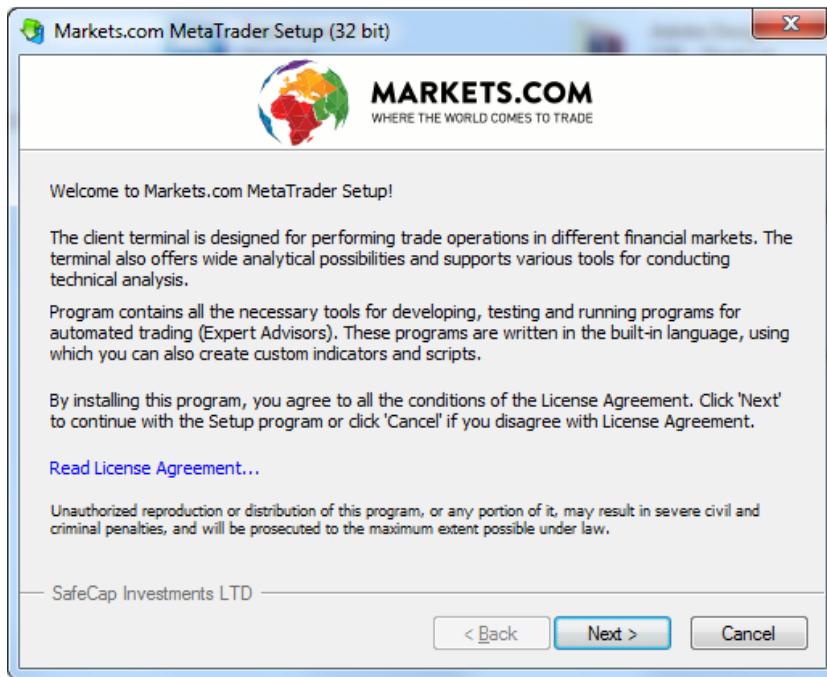 Markets.com MetaTrader Setup (32 bit)
MARKETS.COM
WHERE THE WORLD COMES TO TRADE
Welcome to Markets.com MetaTrader Setup!
The client terminal is designed for performing trade operations in different financial markets. The
terminal also offers wide analytical possibilities and supports various tools for conducting
technical analysis.
Program contains all the necessary tools for developing, testing and running programs for
automated trading (Expert Advisors). These programs are written in the built-in language, using
which you can also create custom indicators and scripts.
By installing this program, you agree to all the conditions of the License Agreement. Click 'Next'
to continue with the Setup program or click 'Cancel' if you disagree with License Agreement.
Read License Agreement...
Unauthorized reproduction or distribution of this program, or any portion of it, may result in severe civil and
criminal penalties, and will be prosecuted to the maximum extent possible under law.
SafeCap Investments LTD
< Back Next > Cancel